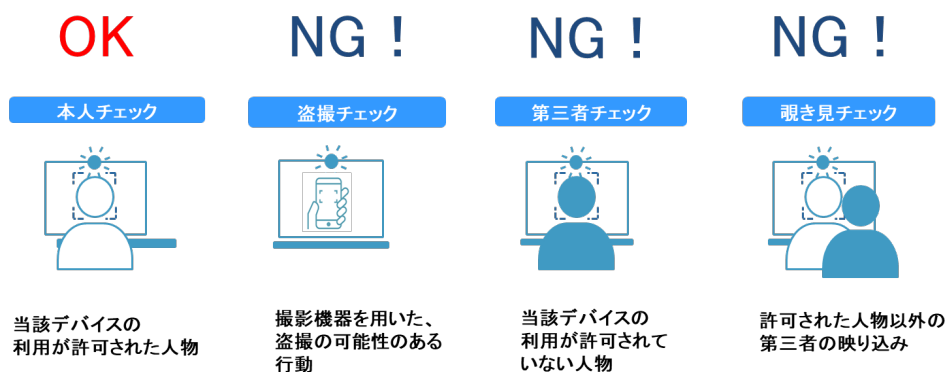 OK
NG！
NG！
NG！
本人チェック
盗撮チェック
第三者チェック
覗き見チェック
当該デバイスの
利用が許可された人物
撮影機器を用いた、
盗撮の可能性のある
行動
当該デバイスの
利用が許可されて
いない人物
許可された人物以外の
第三者の映り込み